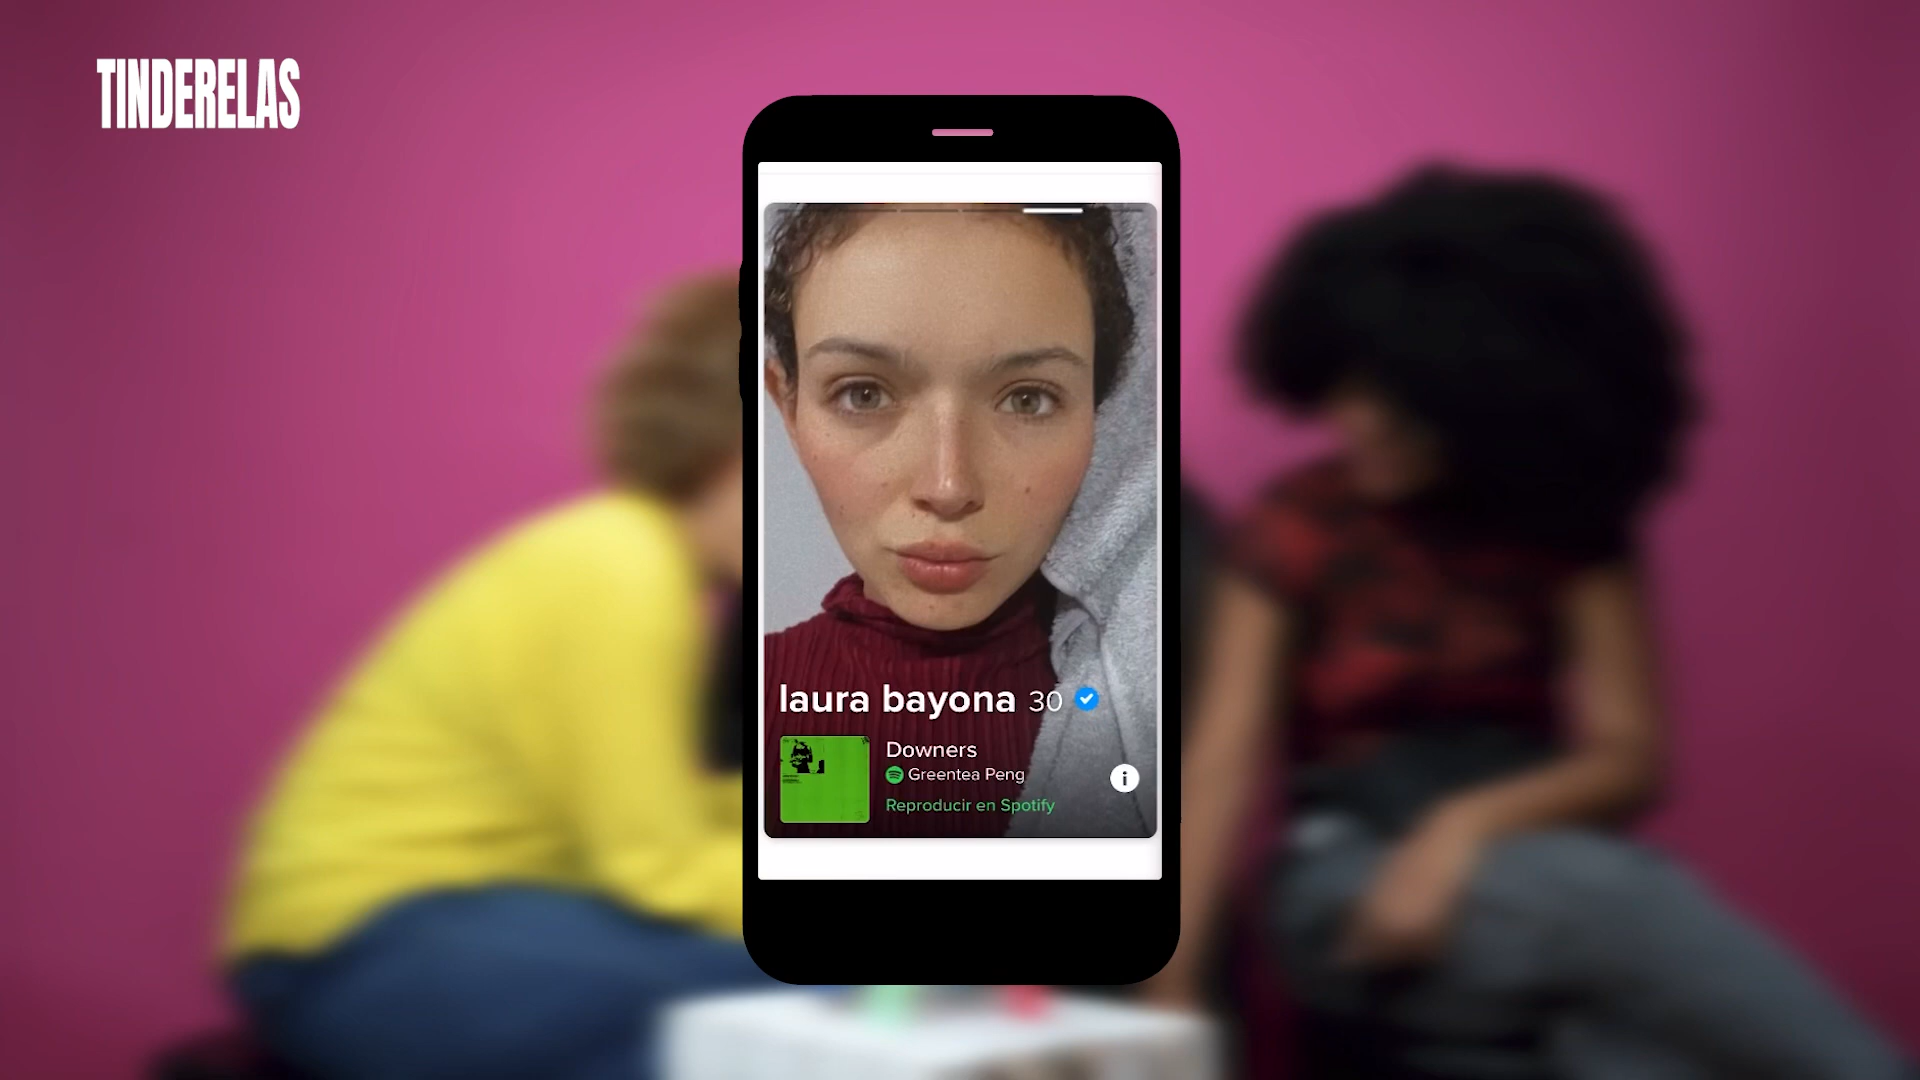 TINDERELAS
laura bayona 30
Downers
Greentea Peng
Reproducir en Spotify